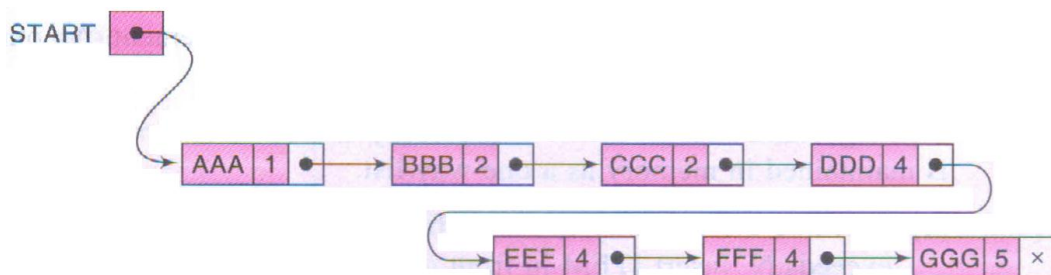 START
AAA 1 BBB 2 CCC 2 DDD 4
EEE 4 FFF 4 GGG 5 ×